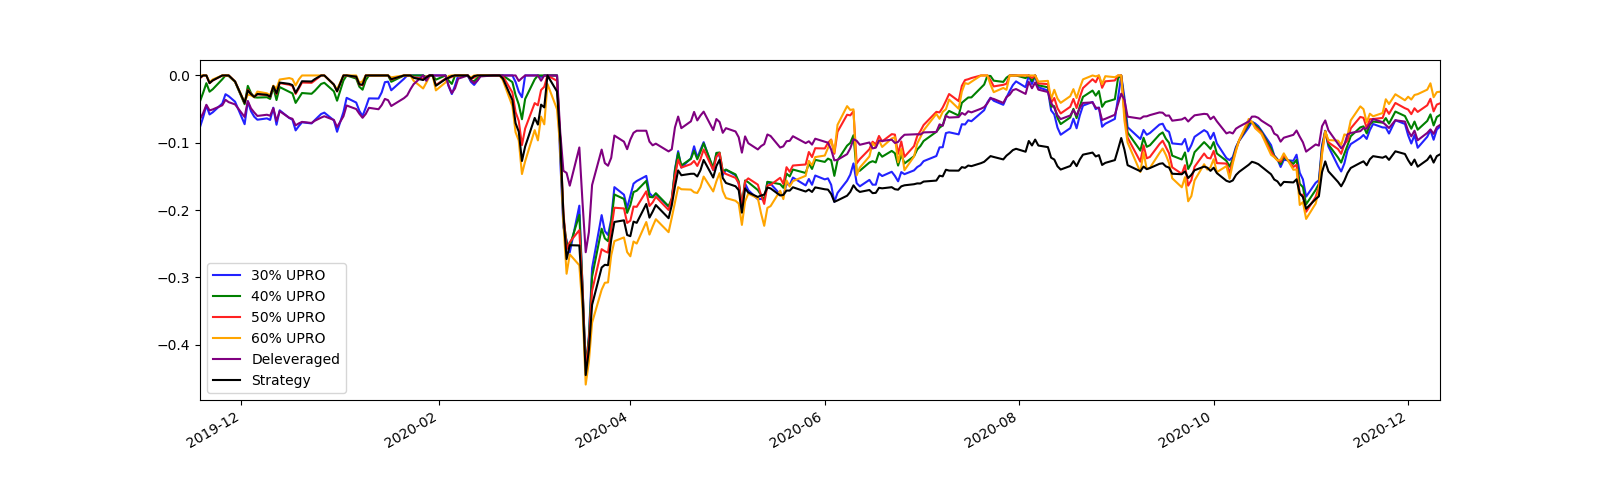 0.0
−0.1
−0.2
−0.3
−0.4
30% UPRO
40% UPRO
50% UPRO
60% UPRO
Deleveraged
Strategy
2019-12
2020-02
2020-04
2020-06
2020-08
2020-10
2020-12